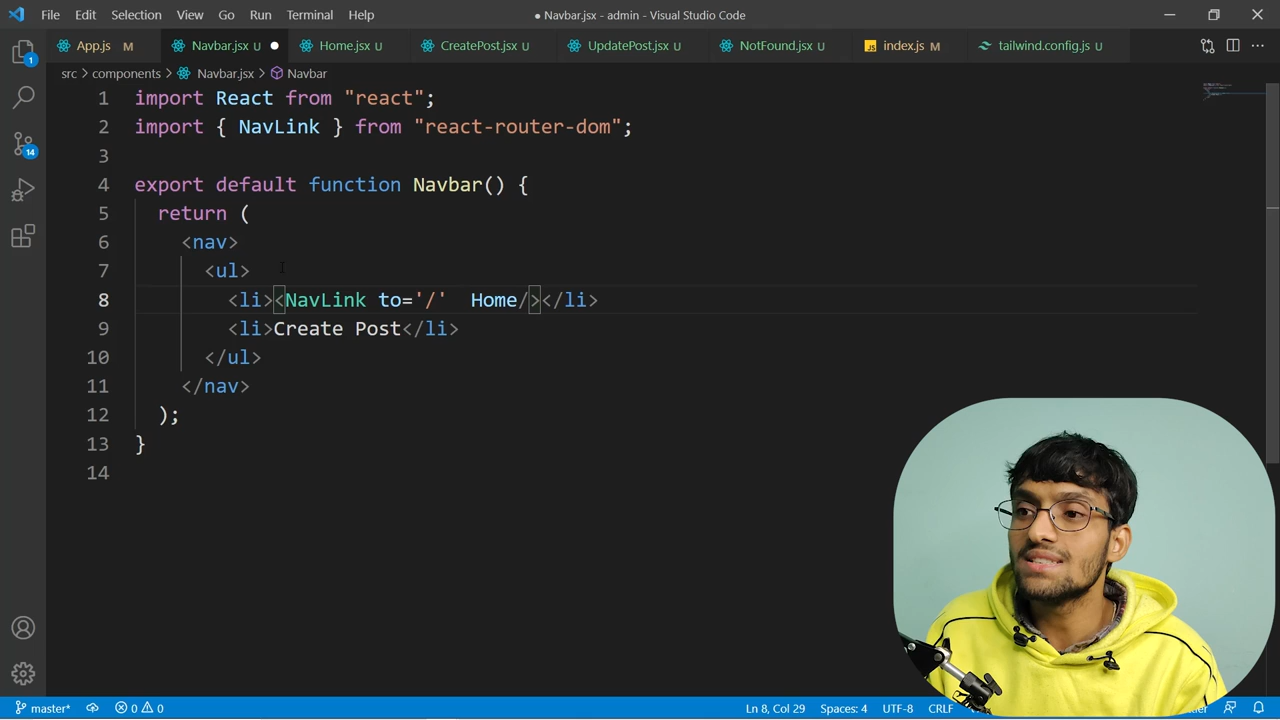 File Edit Selection View Go Run Terminal Help ● Navbar.jsx - admin - Visual Studio Code
App.js M Navbar.jsx U ● Home.jsx U CreatePost.jsx U UpdatePost.jsx U NotFound.jsx U JS index.js M tailwind.config.js U ...
src > components > Navbar.jsx > Navbar
1 import React from "react";
2 import { NavLink } from "react-router-dom";
3
4 export default function Navbar() {
5 return (
6 <nav>
7 <ul>
8 <li><NavLink to='/'  Home/></li>
9 <li>Create Post</li>
10 </ul>
11 </nav>
12 );
13 }
14
1
14
master* 0 0 Ln 8, Col 29 Spaces: 4 UTF-8 CRLF